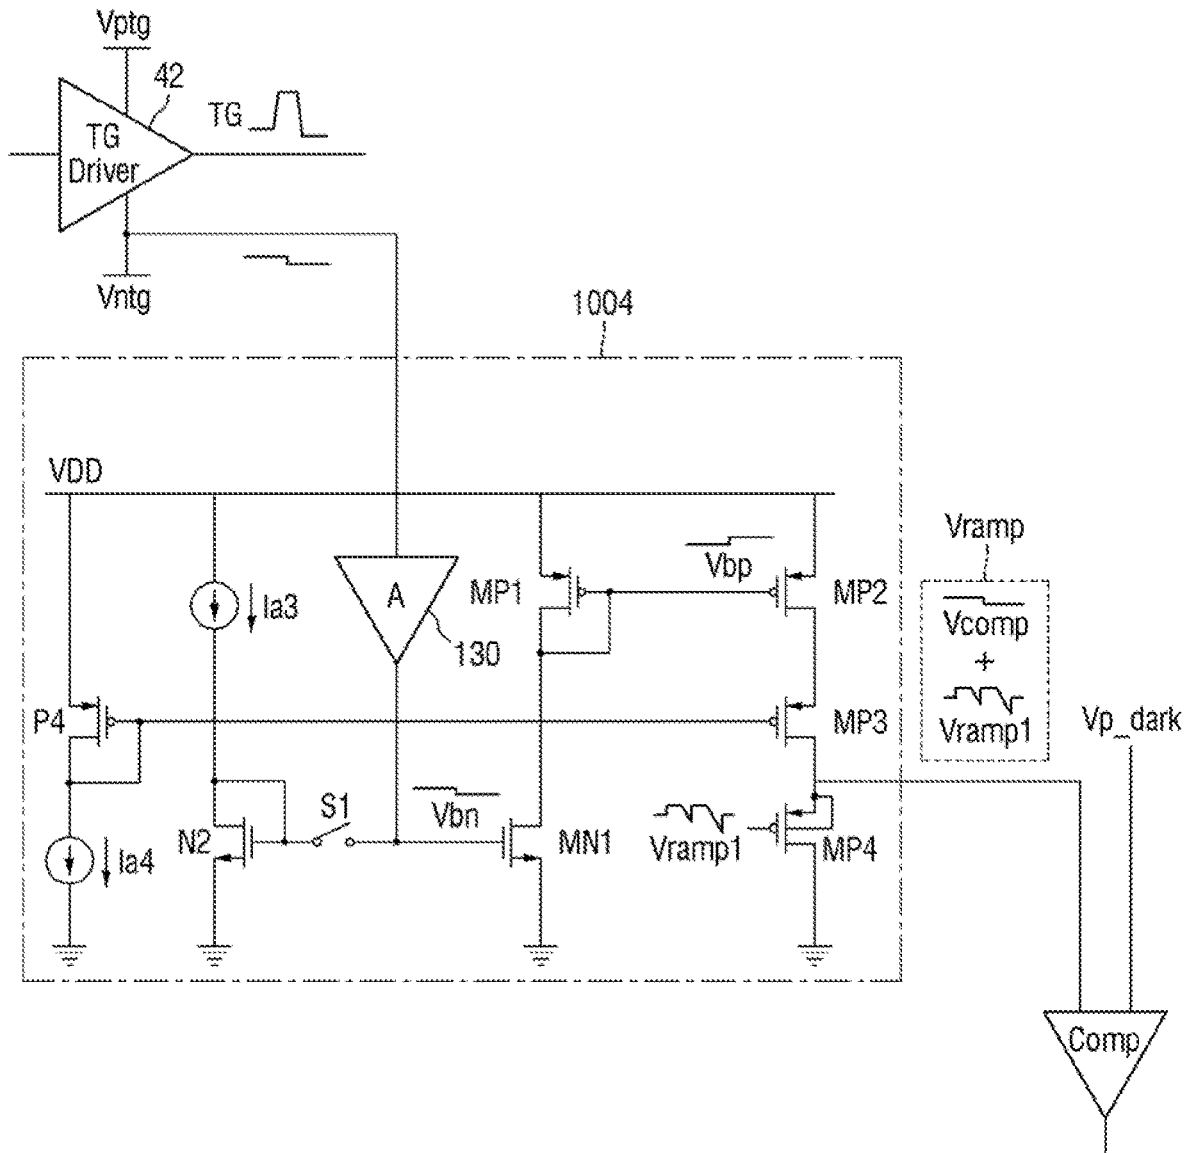 Vptg
42
TG
TG
Driver
Vntg
1004
VDD
Vramp
Vbp
MP1
MP2
A
Ia3
130
Vcomp
+
Vramp1
Vp_dark
P4
MP3
Vbn
S1
N2
MN1
Vramp1
MP4
Ia4
Comp